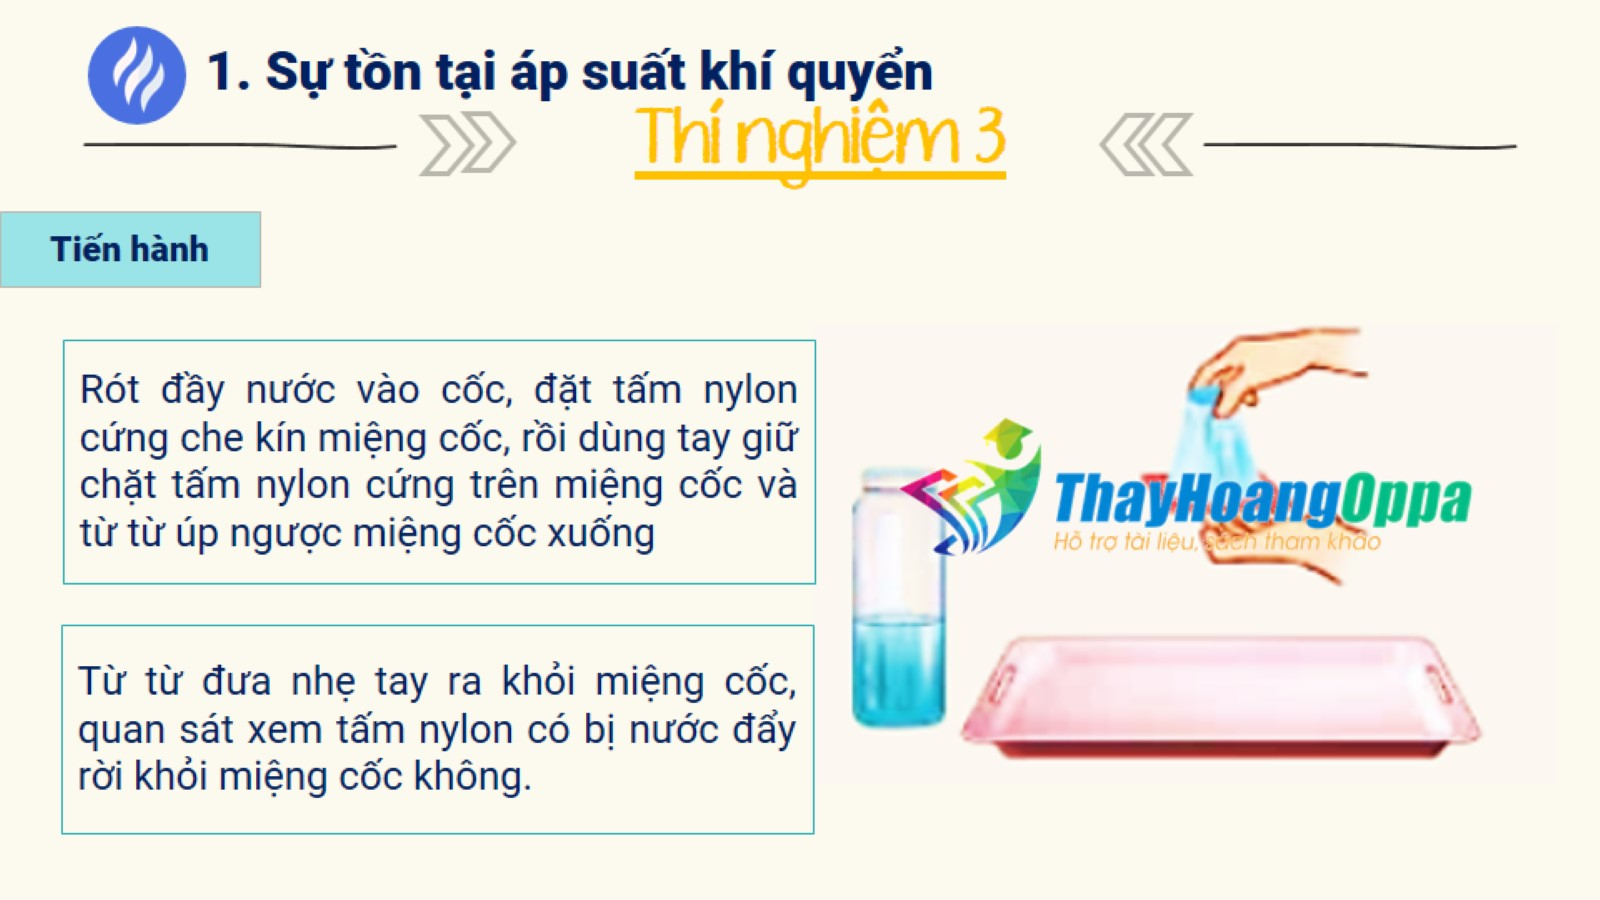 1. Sự tồn tại áp suất khí quyển
Thí nghiệm 3
Tiến hành
Rót đầy nước vào cốc, đặt tấm nylon
cứng che kín miệng cốc, rồi dùng tay giữ
chặt tấm nylon cứng trên miệng cốc và
từ từ úp ngược miệng cốc xuống
ThayHoangOppa
Hỗ trợ tài liệu, sách tham khảo
Từ từ đưa nhẹ tay ra khỏi miệng cốc,
quan sát xem tấm nylon có bị nước đẩy
rời khỏi miệng cốc không.